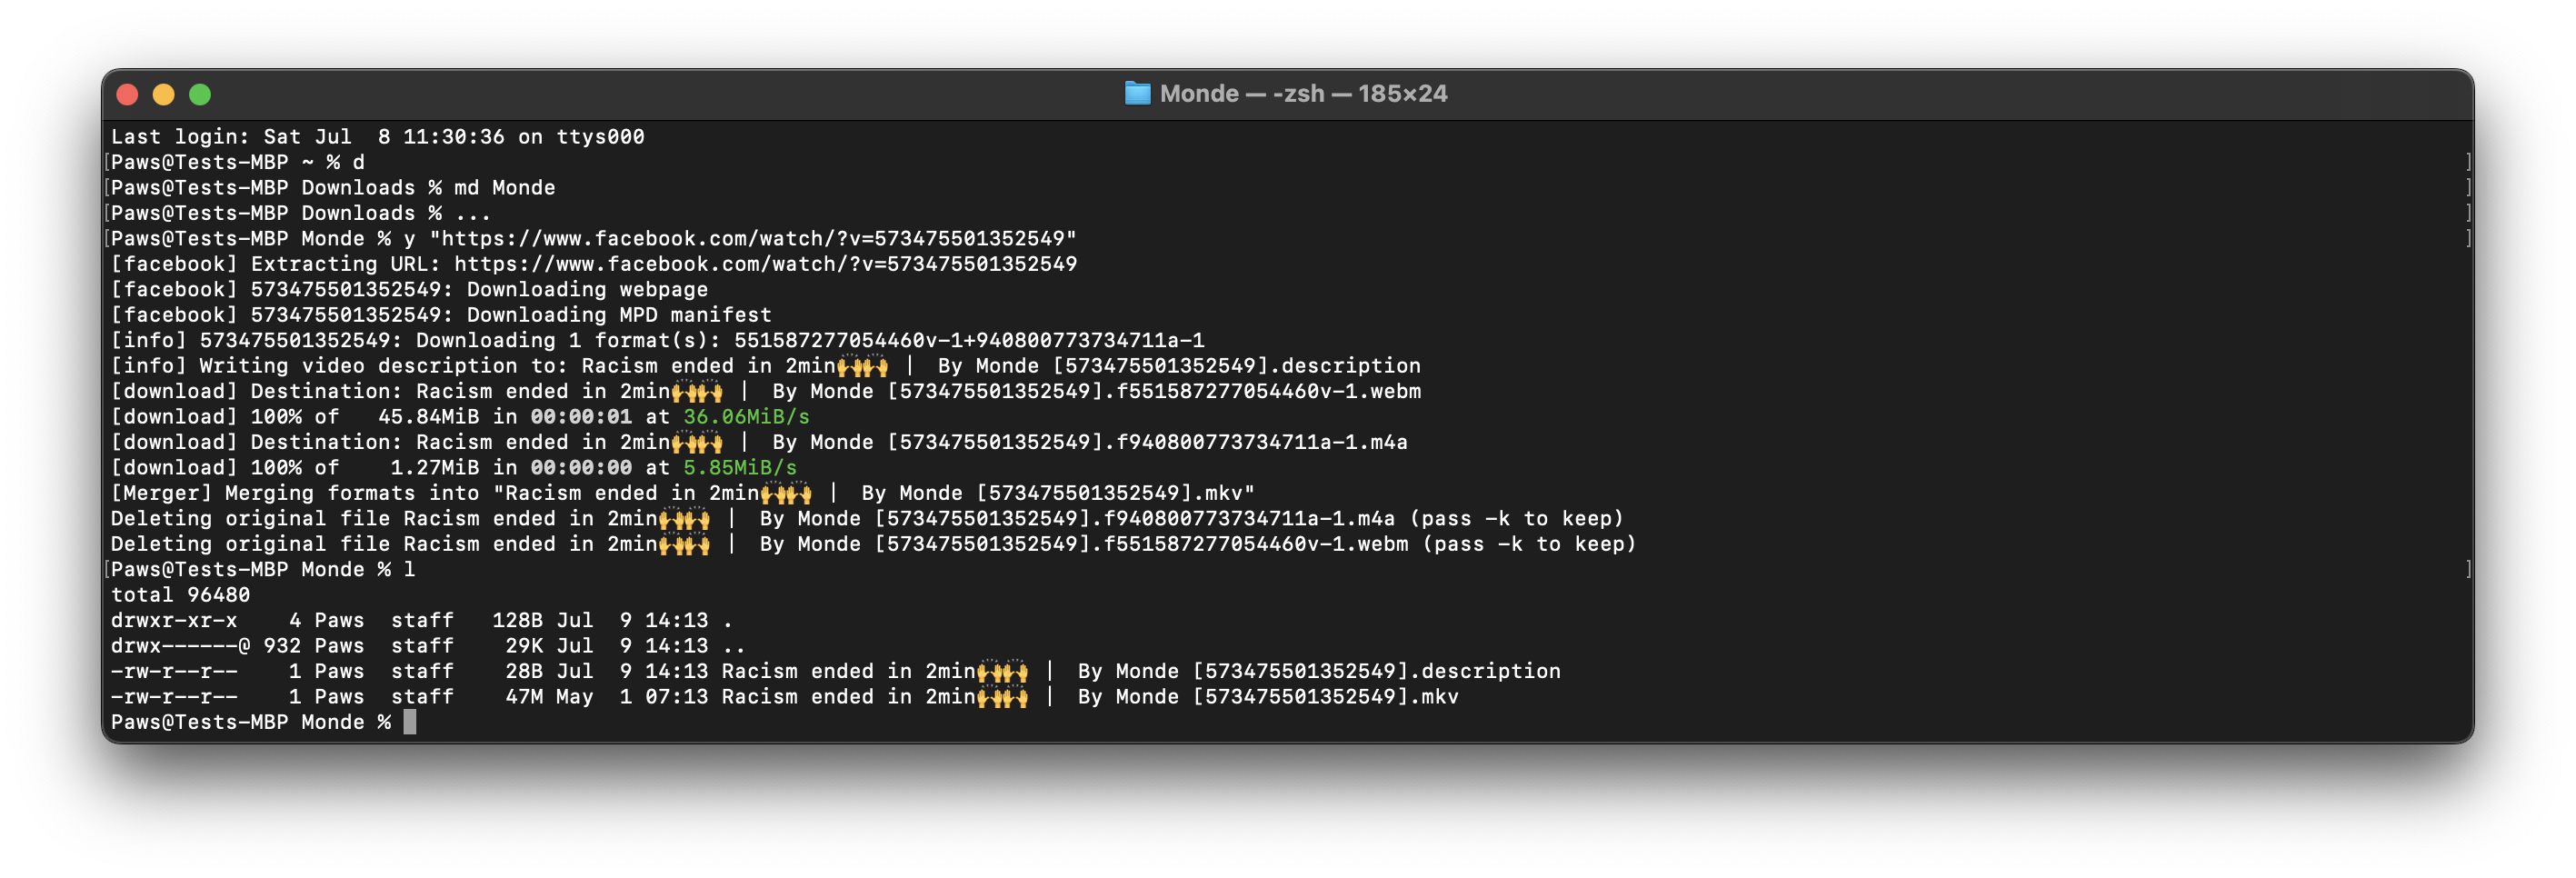 Monde — -zsh — 185×24
Last login: Sat Jul  8 11:30:36 on ttys000
[Paws@Tests-MBP ~ % d ]
[Paws@Tests-MBP Downloads % md Monde ]
[Paws@Tests-MBP Downloads % ... ]
[Paws@Tests-MBP Monde % y "https://www.facebook.com/watch/?v=573475501352549" ]
[facebook] Extracting URL: https://www.facebook.com/watch/?v=573475501352549
[facebook] 573475501352549: Downloading webpage
[facebook] 573475501352549: Downloading MPD manifest
[info] 573475501352549: Downloading 1 format(s): 551587277054460v-1+940800773734711a-1
[info] Writing video description to: Racism ended in 2min🙌🙌 |  By Monde [573475501352549].description
[download] Destination: Racism ended in 2min🙌🙌 |  By Monde [573475501352549].f551587277054460v-1.webm
[download] 100% of   45.84MiB in 00:00:01 at 36.06MiB/s
[download] Destination: Racism ended in 2min🙌🙌 |  By Monde [573475501352549].f940800773734711a-1.m4a
[download] 100% of    1.27MiB in 00:00:00 at 5.85MiB/s
[Merger] Merging formats into "Racism ended in 2min🙌🙌 |  By Monde [573475501352549].mkv"
Deleting original file Racism ended in 2min🙌🙌 |  By Monde [573475501352549].f940800773734711a-1.m4a (pass -k to keep)
Deleting original file Racism ended in 2min🙌🙌 |  By Monde [573475501352549].f551587277054460v-1.webm (pass -k to keep)
[Paws@Tests-MBP Monde % l ]
total 96480
drwxr-xr-x    4 Paws  staff   128B Jul  9 14:13 .
drwx------@ 932 Paws  staff    29K Jul  9 14:13 ..
-rw-r--r--    1 Paws  staff    28B Jul  9 14:13 Racism ended in 2min🙌🙌 |  By Monde [573475501352549].description
-rw-r--r--    1 Paws  staff    47M May  1 07:13 Racism ended in 2min🙌🙌 |  By Monde [573475501352549].mkv
Paws@Tests-MBP Monde %